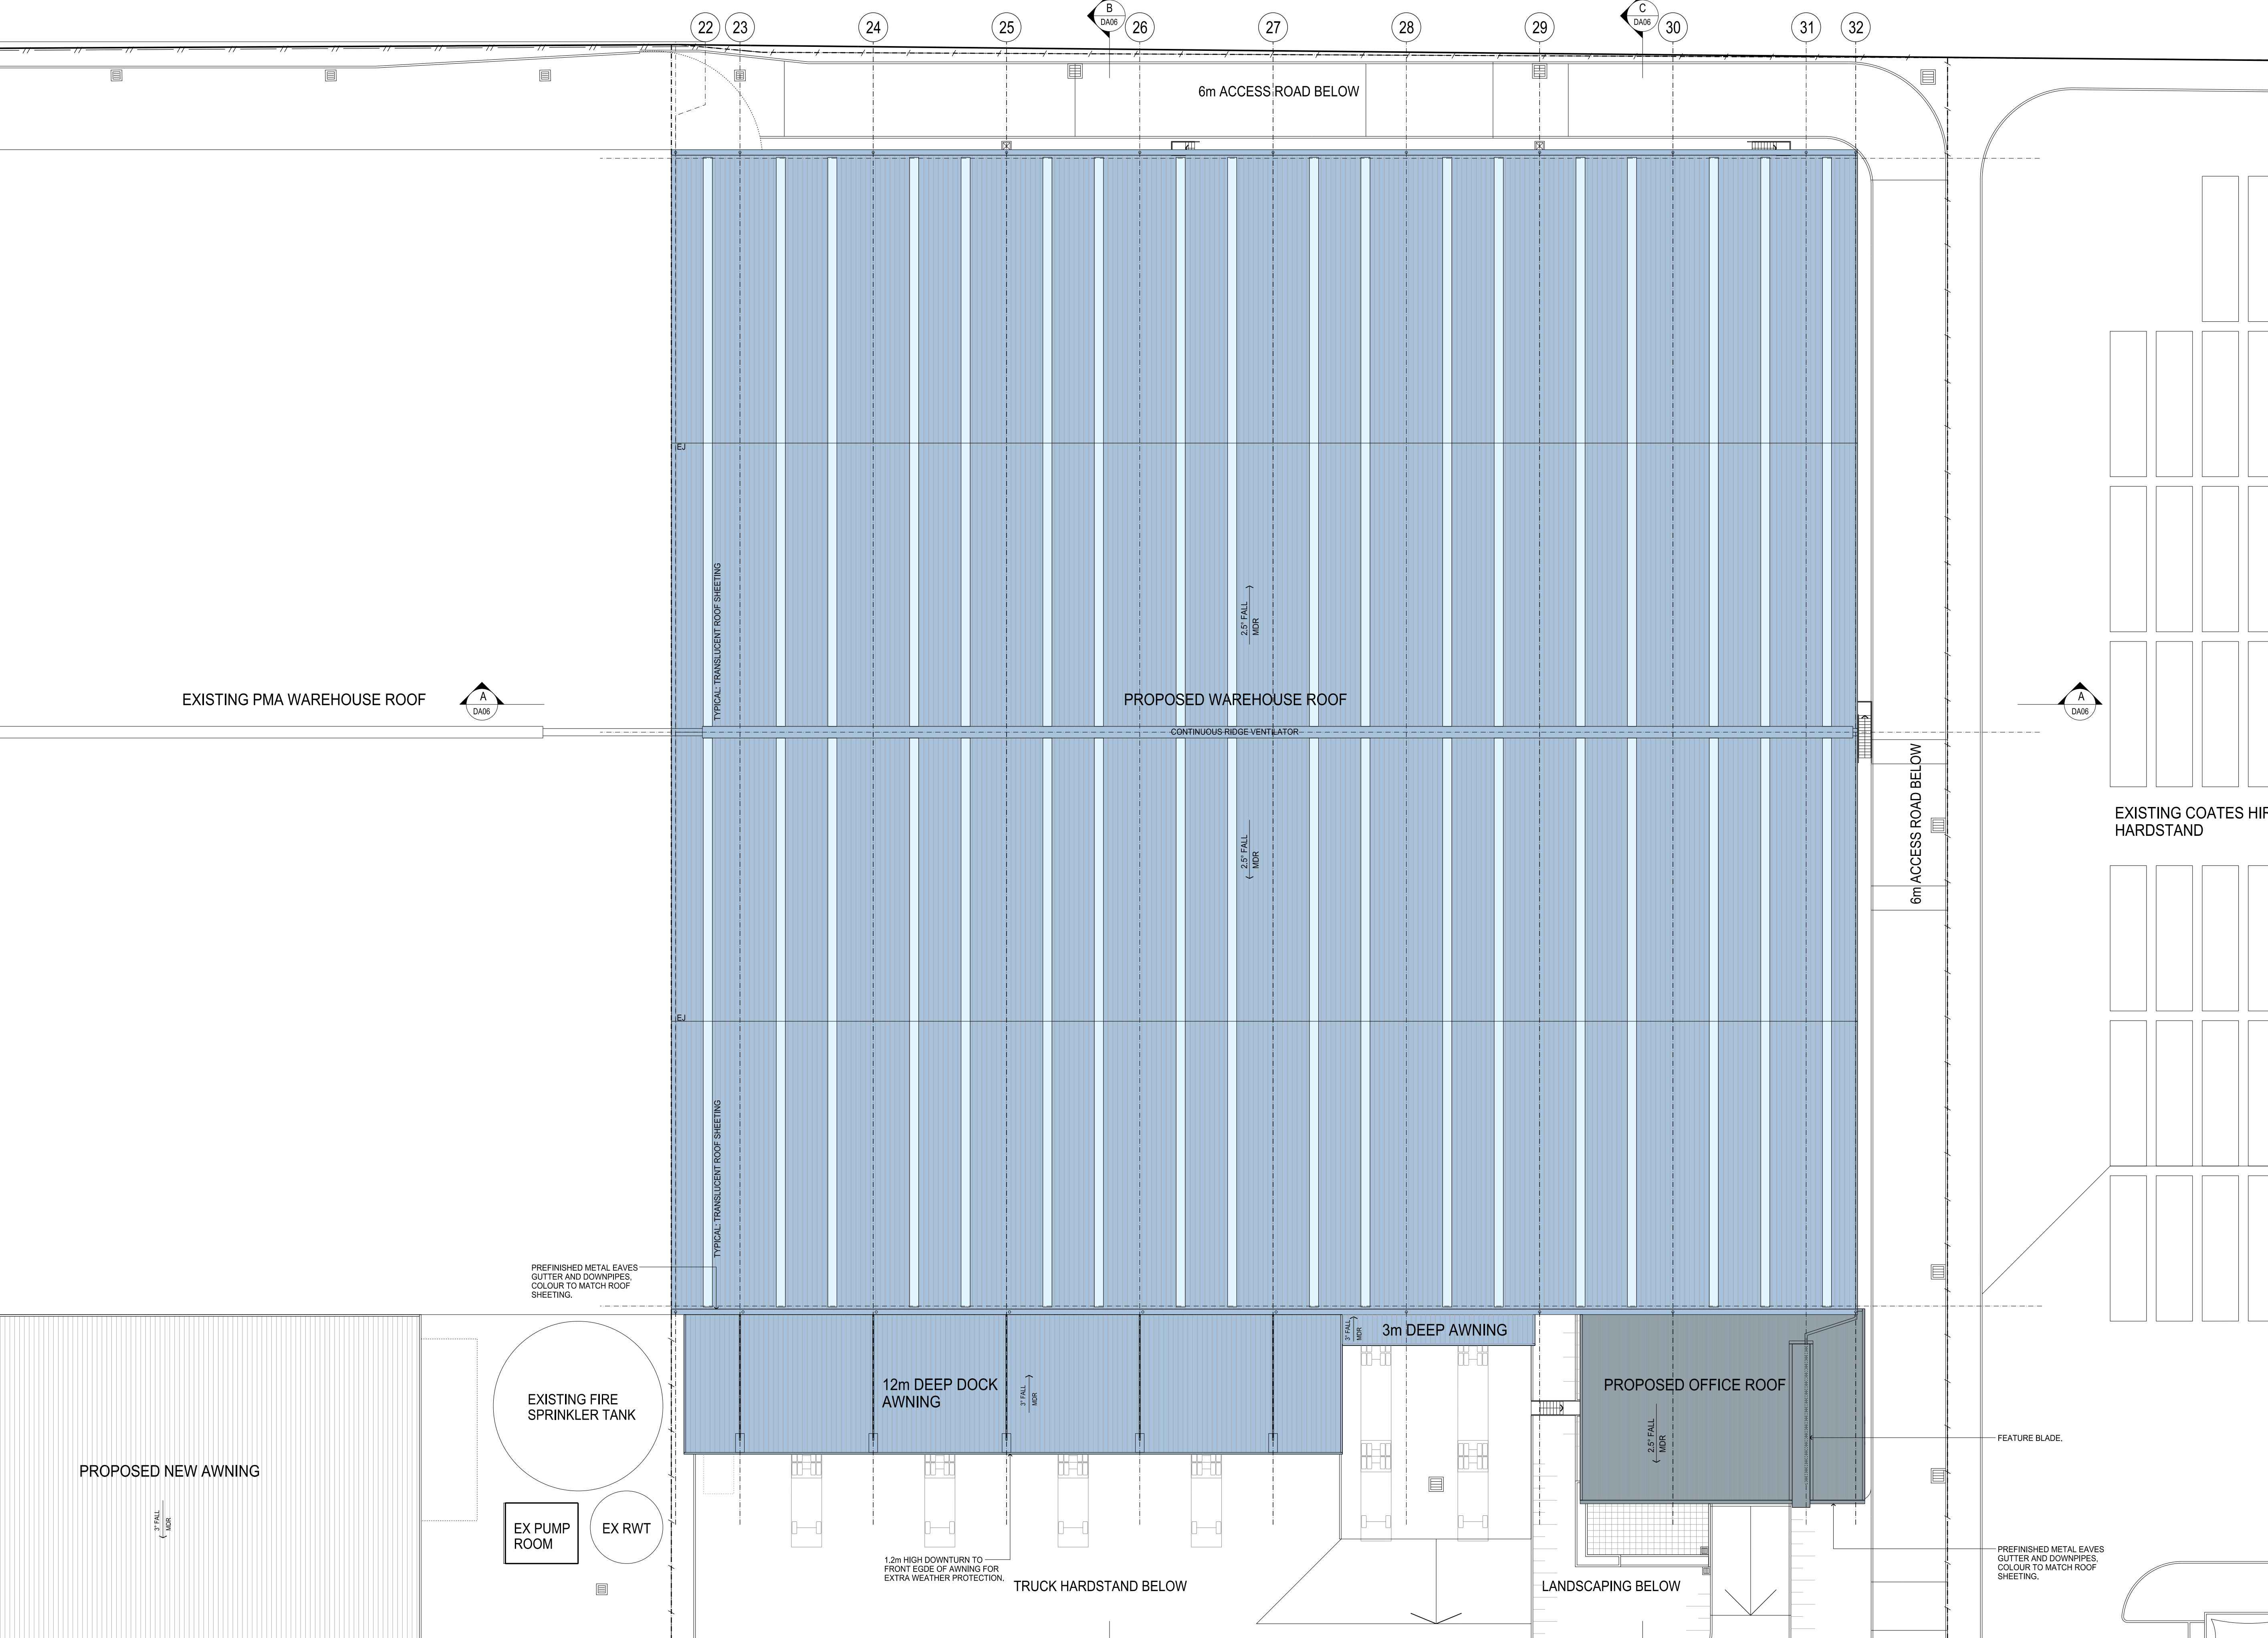 22
23
24
25
B
DA06
26
27
28
29
C
DA06
30
31
32
6m ACCESS ROAD BELOW
EJ
TYPICAL: TRANSLUCENT ROOF SHEETING
2.5° FALL
MDR
EXISTING PMA WAREHOUSE ROOF
A
DA06
PROPOSED WAREHOUSE ROOF
A
DA06
CONTINUOUS RIDGE VENTILATOR
6m ACCESS ROAD BELOW
EXISTING COATES HIR
HARDSTAND
2.5° FALL
MDR
EJ
TYPICAL: TRANSLUCENT ROOF SHEETING
PREFINISHED METAL EAVES
GUTTER AND DOWNPIPES,
COLOUR TO MATCH ROOF
SHEETING.
3° FALL
MDR
3m DEEP AWNING
12m DEEP DOCK
AWNING
3° FALL
MDR
PROPOSED OFFICE ROOF
2.5° FALL
MDR
EXISTING FIRE
SPRINKLER TANK
FEATURE BLADE.
PROPOSED NEW AWNING
3° FALL
MDR
EX PUMP
ROOM
EX RWT
1.2m HIGH DOWNTURN TO
FRONT EGDE OF AWNING FOR
EXTRA WEATHER PROTECTION.
TRUCK HARDSTAND BELOW
LANDSCAPING BELOW
PREFINISHED METAL EAVES
GUTTER AND DOWNPIPES,
COLOUR TO MATCH ROOF
SHEETING.